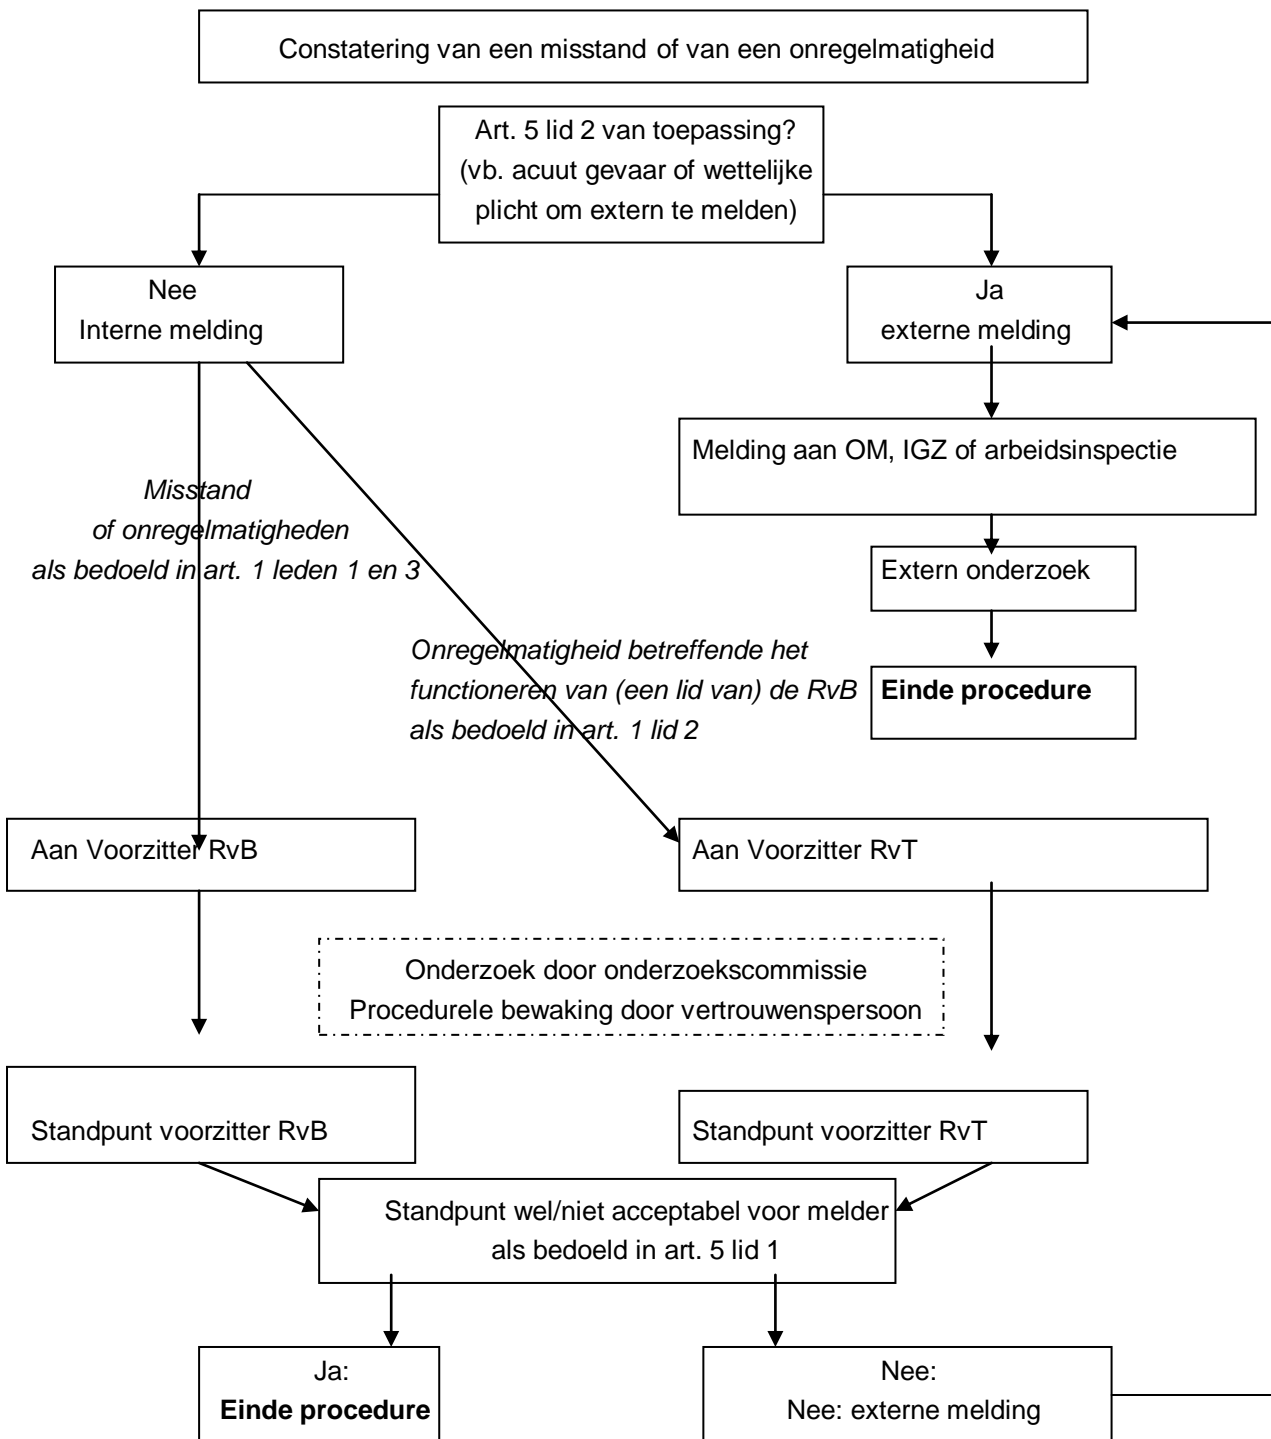 Constatering van een misstand of van een onregelmatigheid
Art. 5 lid 2 van toepassing?
(vb. acuut gevaar of wettelijke
plicht om extern te melden)
Nee
Interne melding
Ja
externe melding
Melding aan OM, IGZ of arbeidsinspectie
Misstand
of onregelmatigheden
als bedoeld in art. 1 leden 1 en 3
Extern onderzoek
Onregelmatigheid betreffende het
functioneren van (een lid van) de RvB
als bedoeld in art. 1 lid 2
Einde procedure
Aan Voorzitter RvB
Aan Voorzitter RvT
Onderzoek door onderzoekscommissie
Procedurele bewaking door vertrouwenspersoon
Standpunt voorzitter RvB
Standpunt voorzitter RvT
Standpunt wel/niet acceptabel voor melder
als bedoeld in art. 5 lid 1
Ja:
Einde procedure
Nee:
Nee: externe melding